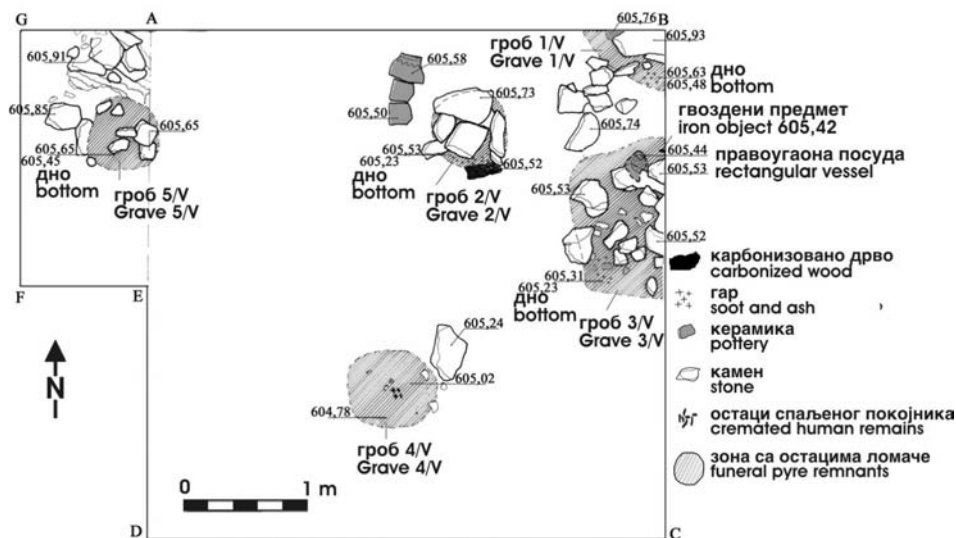 G
A
B
605,76
605,93
605,91
605,58
гроб 1/V
Grave 1/V
605,63
605,48
дно
bottom
605,85
605,50
605,73
605,74
гвоздени предмет
iron object 605,42
605,65
605,65
605,45
605,53
605,23
605,52
605,44
605,53
правоугаона посуда
rectangular vessel
дно
bottom
гроб 5/V
Grave 5/V
дно
bottom
гроб 2/V
Grave 2/V
605,53
605,52
605,31
605,23
дно
bottom
гроб 3/V
Grave 3/V
F
E
605,24
605,02
604,78
гроб 4/V
Grave 4/V
N
0
1 m
D
C
карбонизовано дрво
carbonized wood
гар
soot and ash
керамика
pottery
камен
stone
остаци спаљеног покојника
cremated human remains
зона са остацима ломаче
funeral pyre remnants